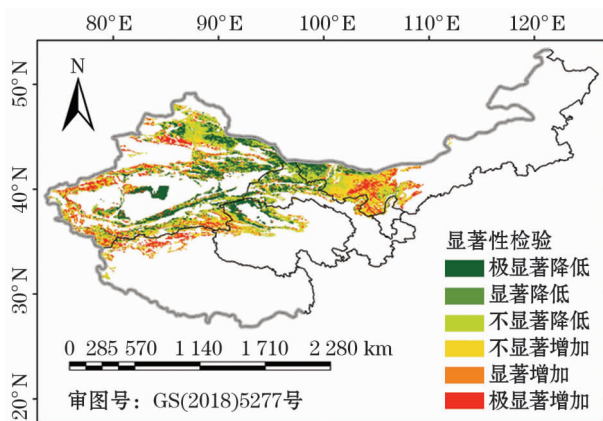 80°E 90°E 100°E 110°E 120°E
N
50°N
40°N
30°N
20°N
显著性检验
极显著降低
显著降低
不显著降低
不显著增加
显著增加
极显著增加
0 285 570 1 140 1 710 2 280 km
审图号：GS(2018)5277号